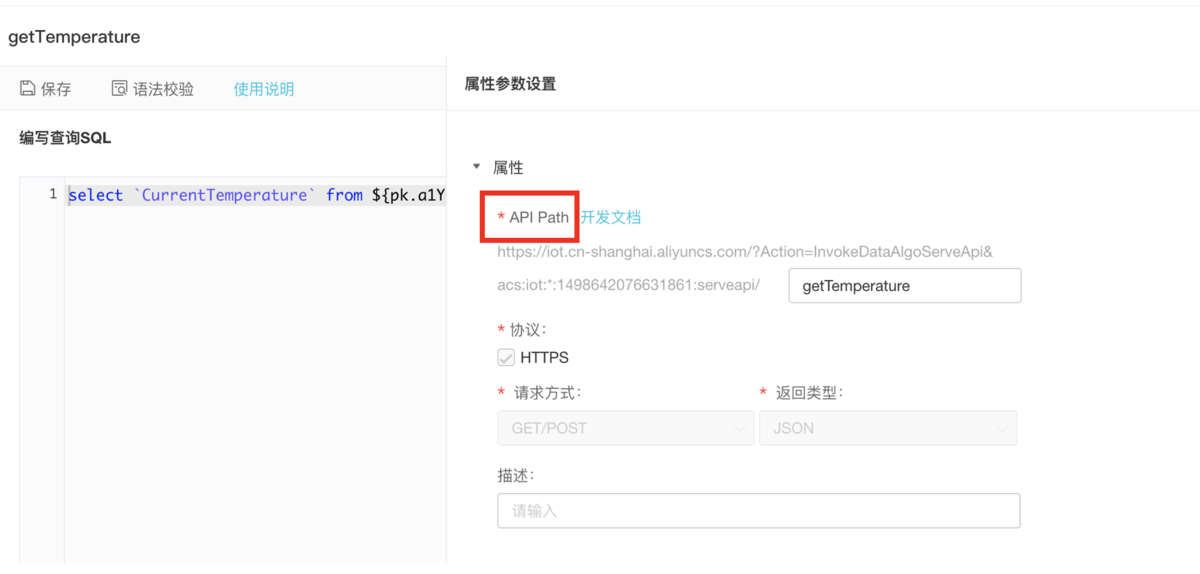 getTemperature
保存 语法校验 使用说明
编写查询SQL
1 select `CurrentTemperature` from ${pk.a1Y
属性参数设置
属性
* API Path 开发文档
https://iot.cn-shanghai.aliyuncs.com/?Action=InvokeDataAlgoServeApi&
acs:iot:*:1498642076631861:serveapi/ getTemperature
* 协议:
HTTPS
* 请求方式: * 返回类型:
GET/POST JSON
描述:
请输入